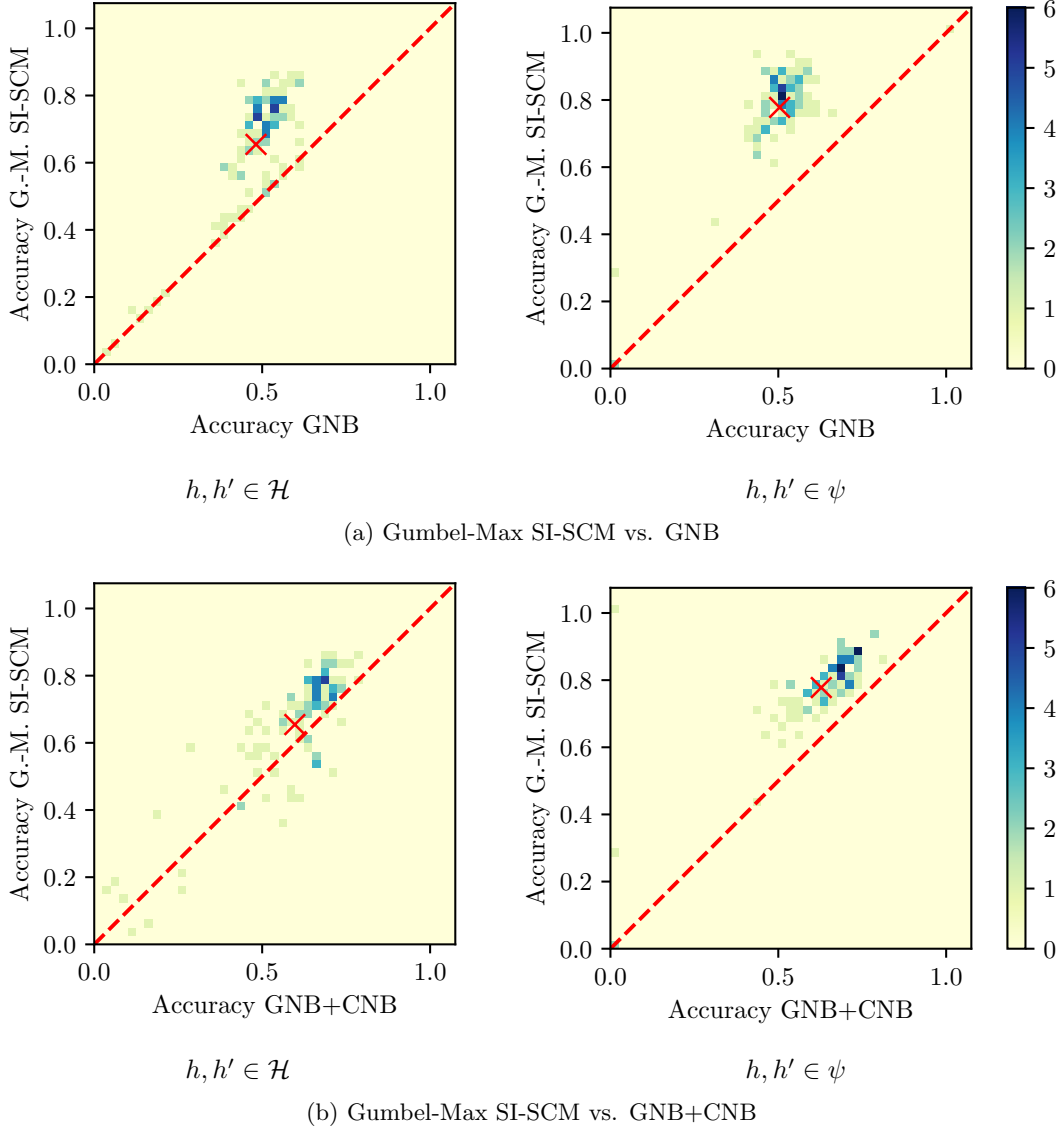 Accuracy G.-M. SI-SCM
1.0
0.8
0.6
0.4
0.2
0.0
0.0 0.5 1.0
Accuracy GNB
h, h′ ∈ ℋ
Accuracy G.-M. SI-SCM
1.0
0.8
0.6
0.4
0.2
0.0
0.0 0.5 1.0
Accuracy GNB
h, h′ ∈ ψ
6
5
4
3
2
1
0
(a) Gumbel-Max SI-SCM vs. GNB
Accuracy G.-M. SI-SCM
1.0
0.8
0.6
0.4
0.2
0.0
0.0 0.5 1.0
Accuracy GNB+CNB
h, h′ ∈ ℋ
Accuracy G.-M. SI-SCM
1.0
0.8
0.6
0.4
0.2
0.0
0.0 0.5 1.0
Accuracy GNB+CNB
h, h′ ∈ ψ
6
5
4
3
2
1
0
(b) Gumbel-Max SI-SCM vs. GNB+CNB